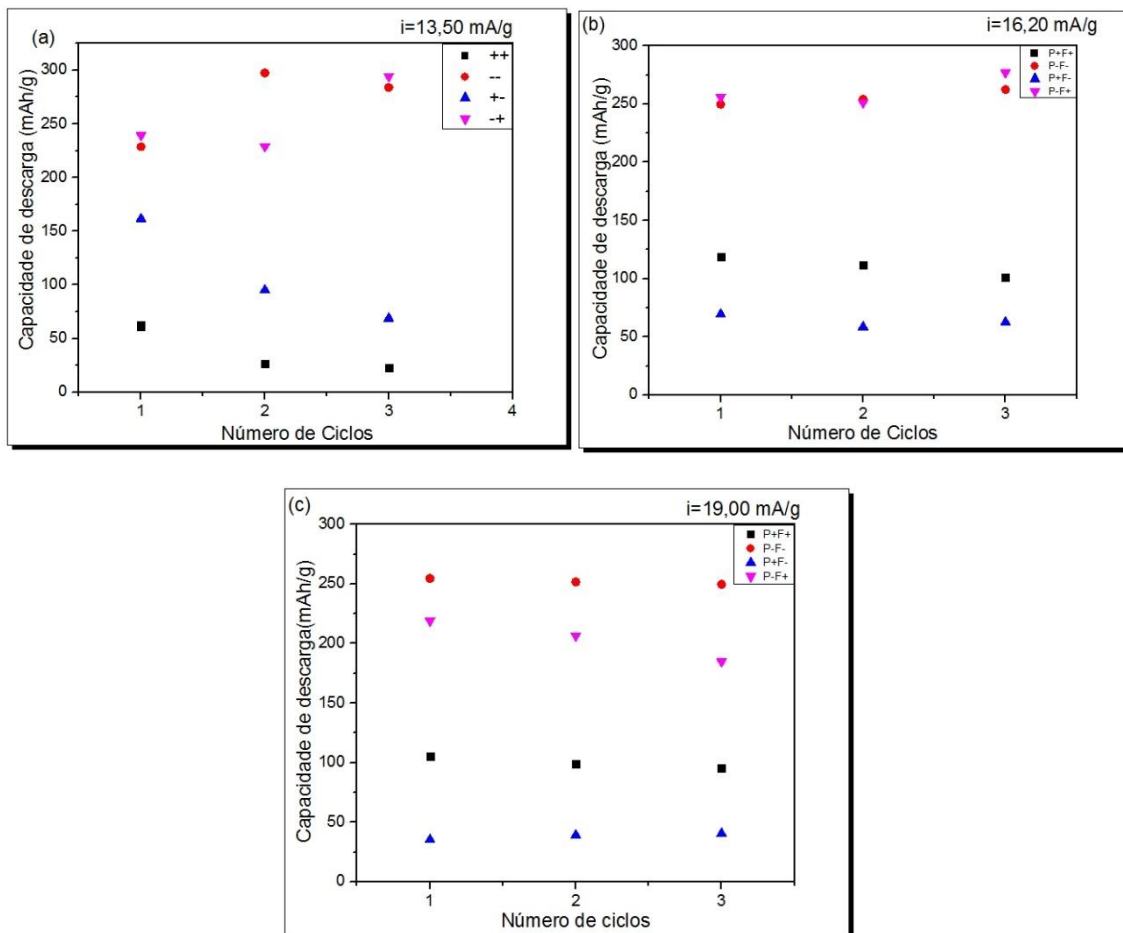 (a)
i=13,50 mA/g
++
--
+-
-+
300
250
200
150
100
50
0
Capacidade de descarga (mAh/g)
1
2
3
4
Número de Ciclos
(b)
i=16,20 mA/g
P+F+
P-F-
P+F-
P-F+
300
250
200
150
100
50
0
Capacidade de descarga (mAh/g)
1
2
3
Número de Ciclos
(c)
i=19,00 mA/g
P+F+
P-F-
P+F-
P-F+
300
250
200
150
100
50
0
Capacidade de descarga(mAh/g)
1
2
3
Número de ciclos